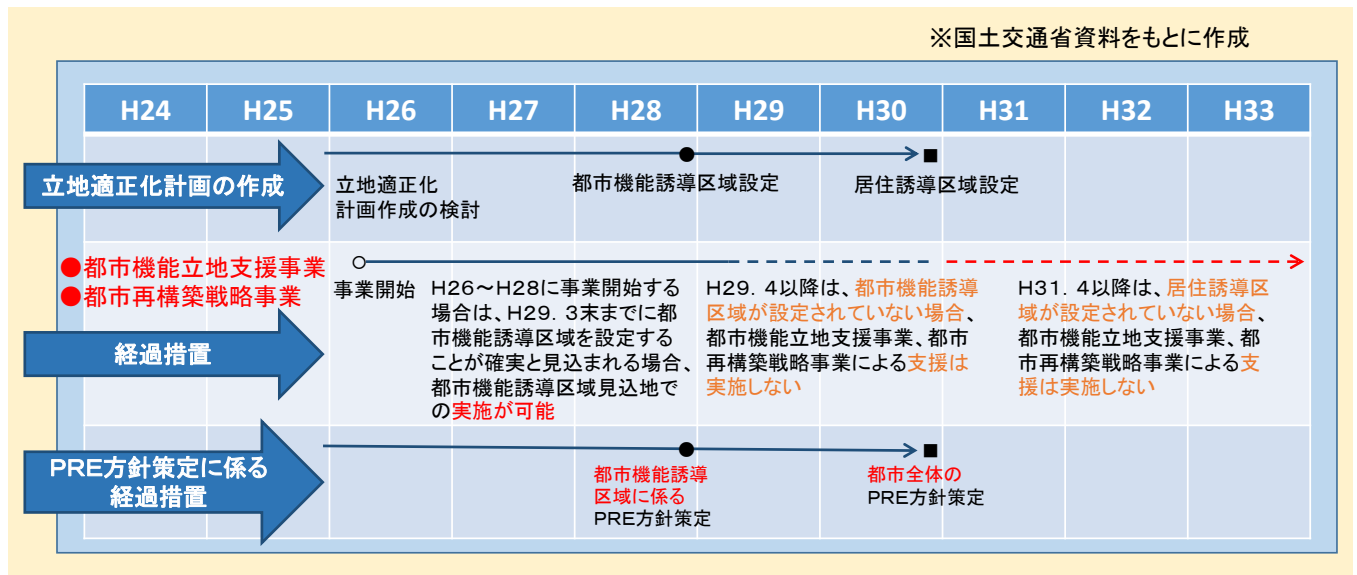 ※国土交通省資料をもとに作成
H24 H25 H26 H27 H28 H29 H30 H31 H32 H33
立地適正化計画の作成
立地適正化
計画作成の検討
都市機能誘導区域設定
居住誘導区域設定
●都市機能立地支援事業
●都市再構築戦略事業
経過措置
事業開始
H26～H28に事業開始する
場合は、H29．3末までに都
市機能誘導区域を設定する
ことが確実と見込まれる場合、
都市機能誘導区域見込地で
の実施が可能
H29．4以降は、都市機能誘導
区域が設定されていない場合、
都市機能立地支援事業、都市
再構築戦略事業による支援は
実施しない
H31．4以降は、居住誘導区
域が設定されていない場合、
都市機能立地支援事業、都
市再構築戦略事業による支
援は実施しない
PRE方針策定に係る
経過措置
都市機能誘導
区域に係る
PRE方針策定
都市全体の
PRE方針策定